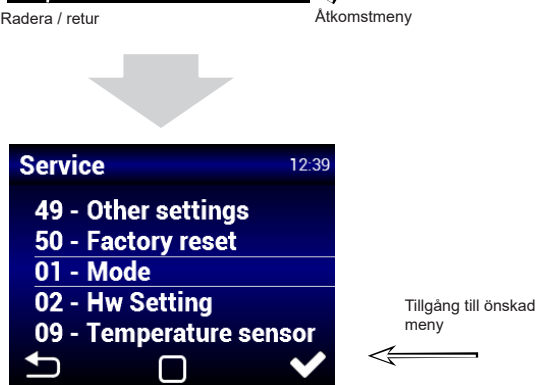 Radera / retur
Åtkomstmeny
Service 12:39
49 - Other settings
50 - Factory reset
01 - Mode
02 - Hw Setting
09 - Temperature sensor
Tillgång till önskad
meny